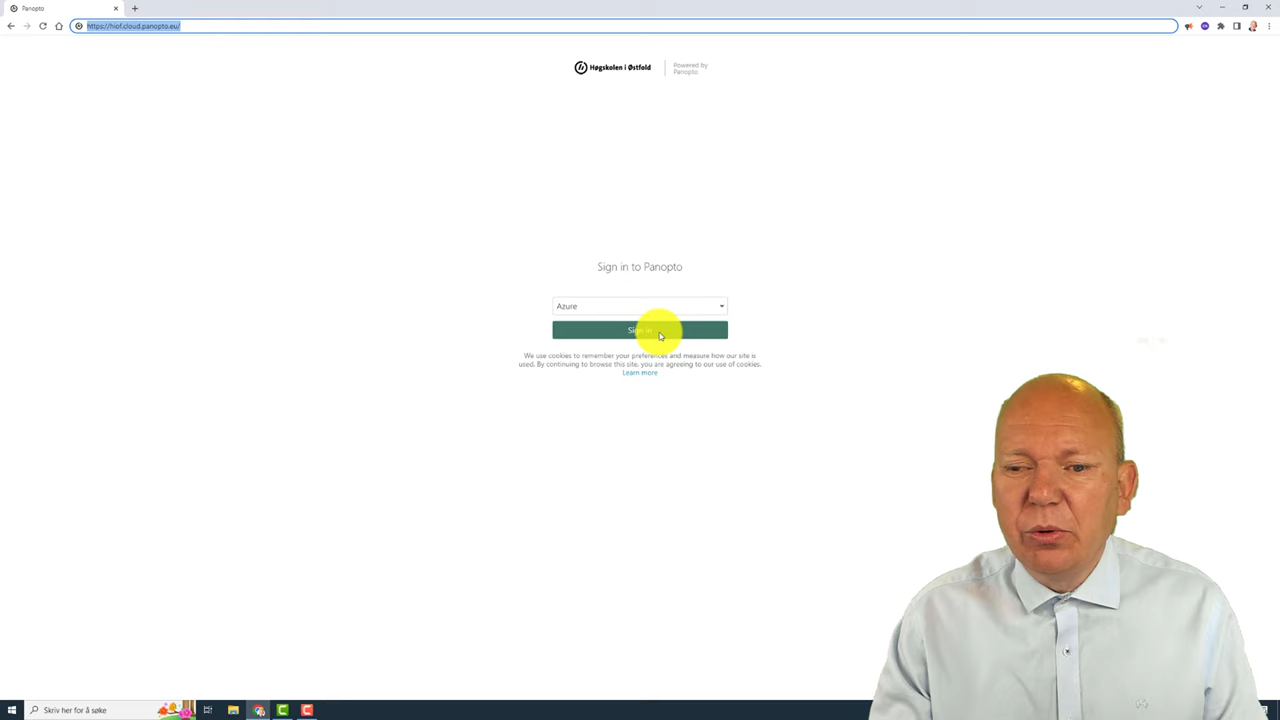 Panopto
https://hiof.cloud.panopto.eu/
Høgskolen i Østfold
Powered by
Panopto
Sign in to Panopto
Azure
Sign in
We use cookies to remember your preferences and measure how our site is
used. By continuing to browse this site, you are agreeing to our use of cookies.
Learn more
Skriv her for å søke